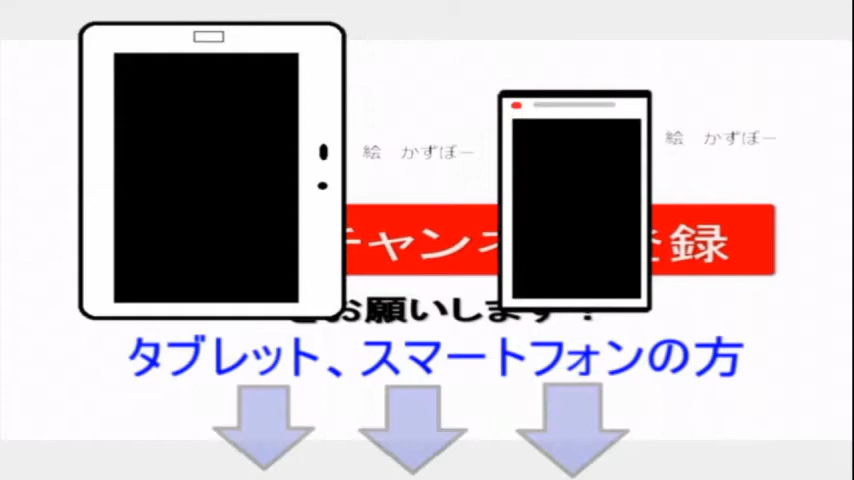 絵　かずぼー
絵　かずぼー
チャンネ登録
をお願いします！
タブレット、スマートフォンの方